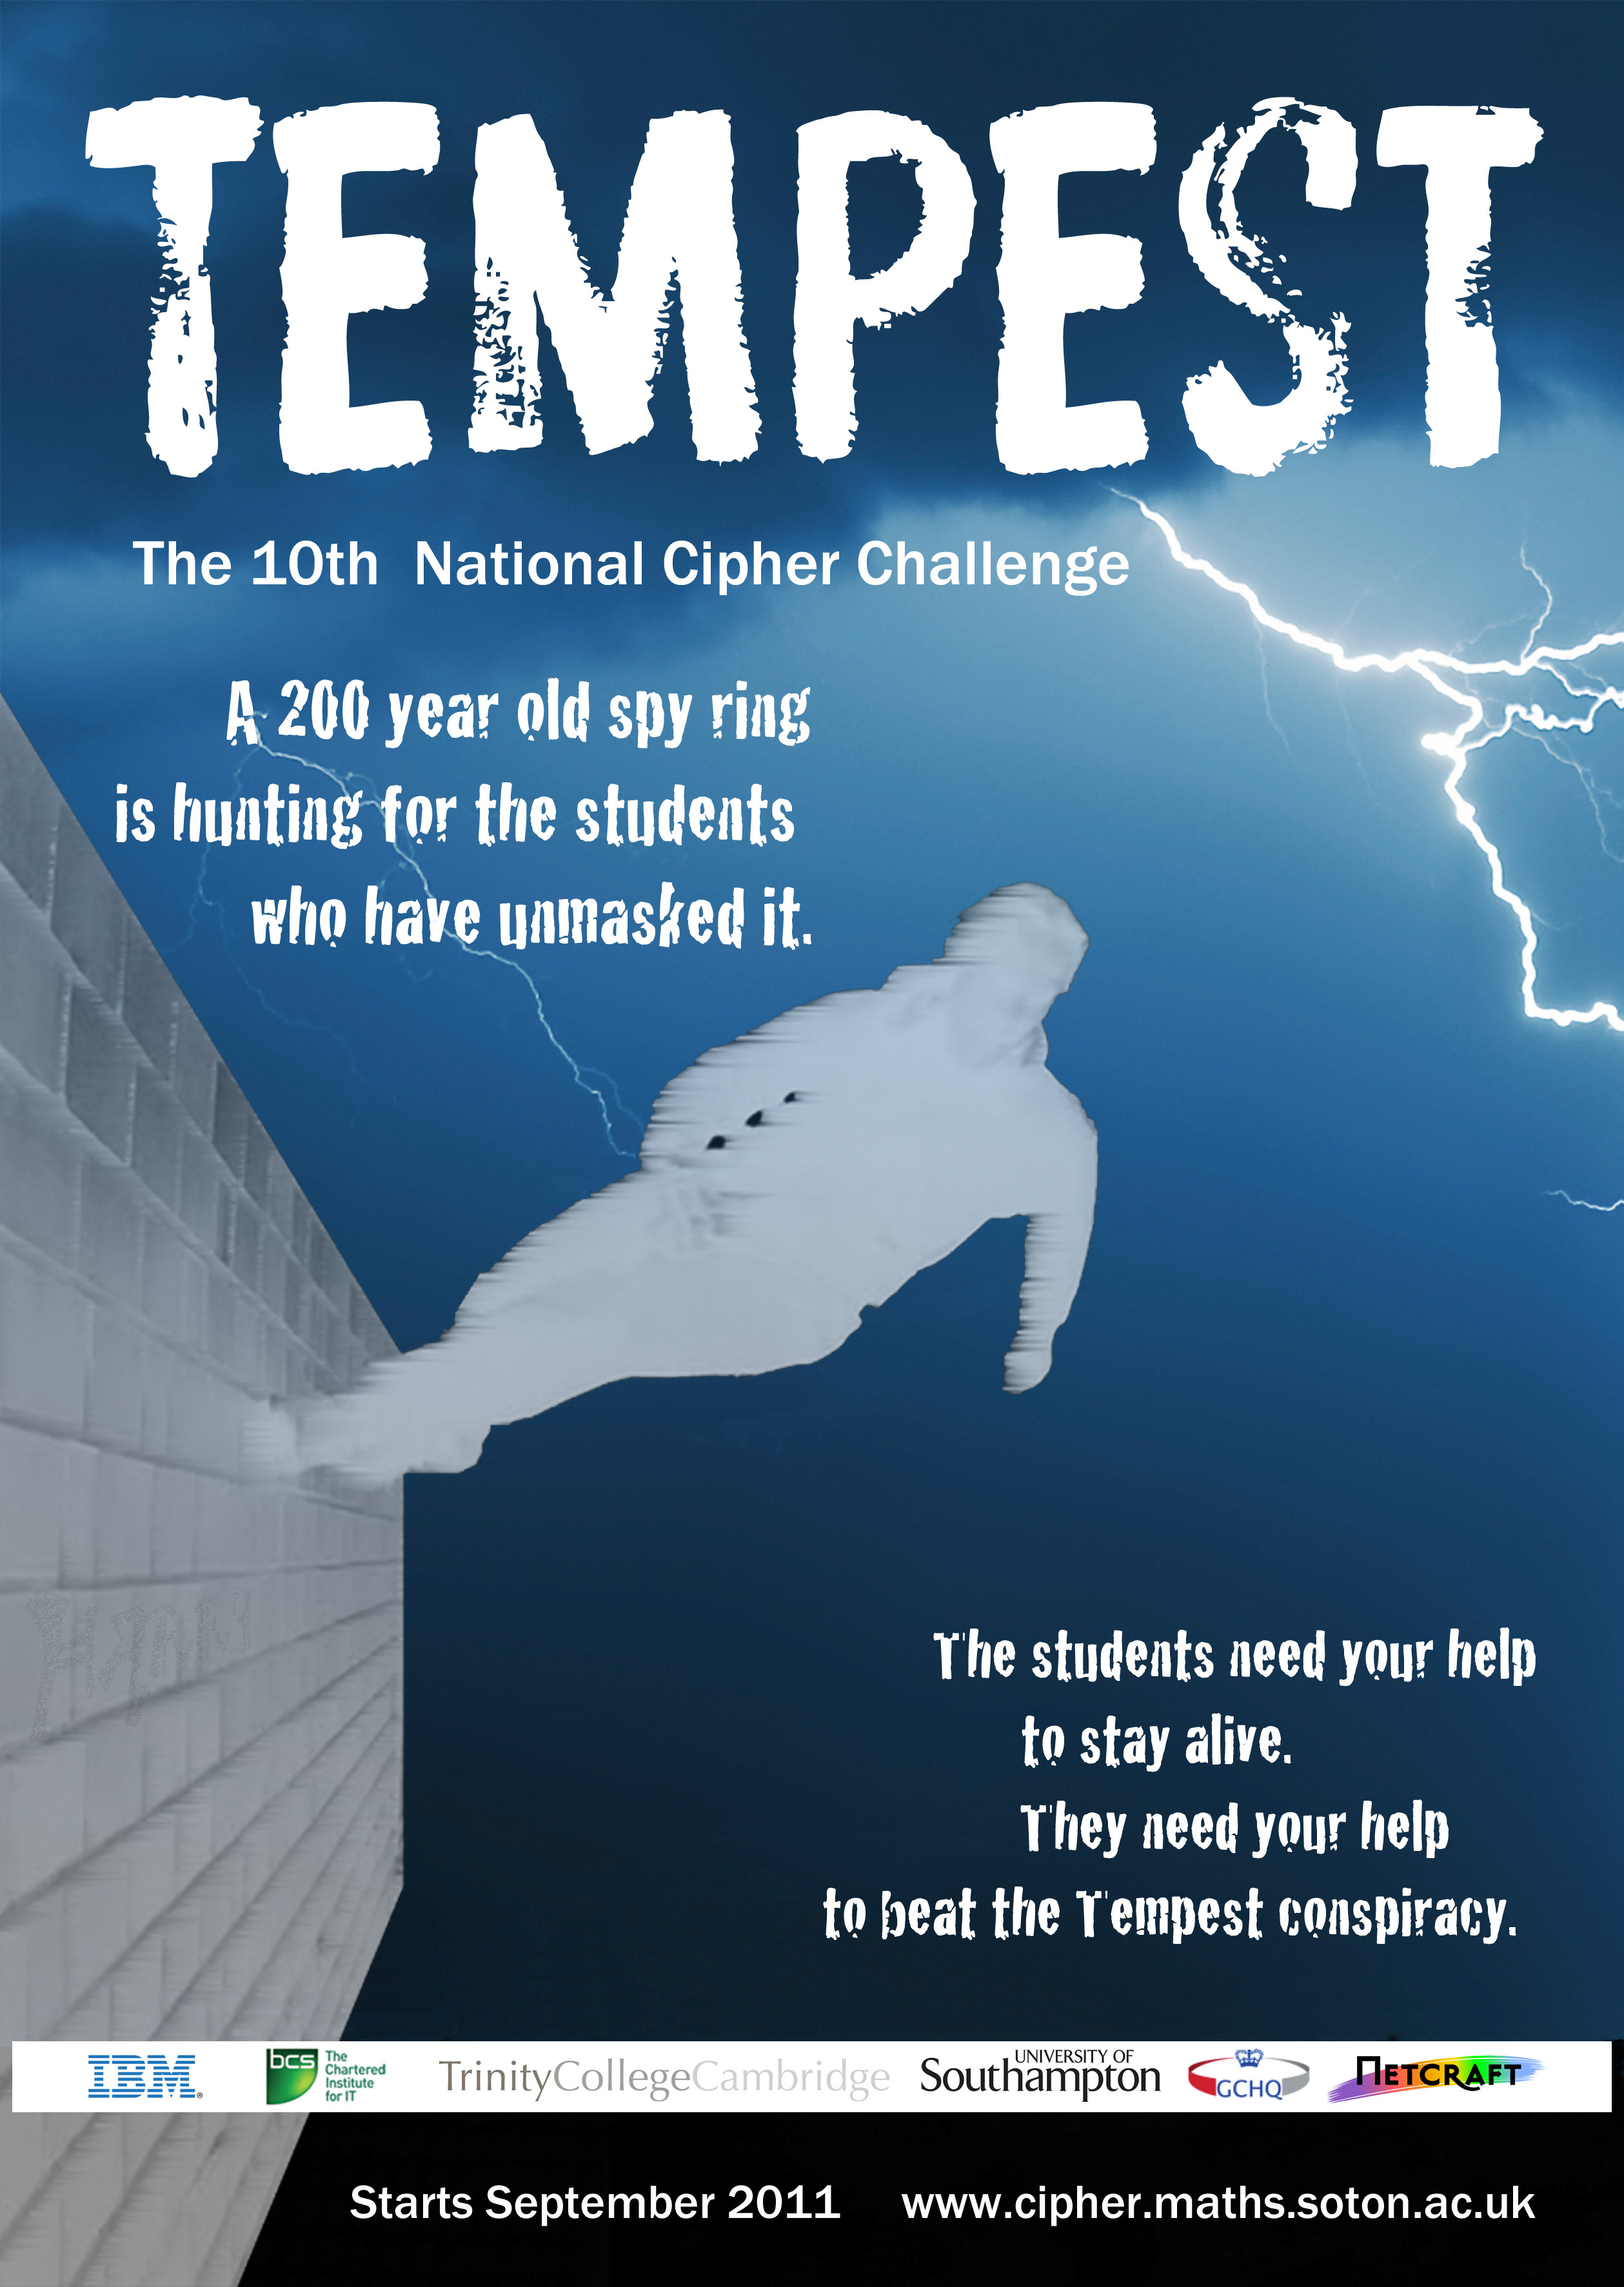 TEMPEST
The 10th National Cipher Challenge
A 200 year old spy ring
is hunting for the students
who have unmasked it.
HARRY
The students need your help
to stay alive.
They need your help
to beat the Tempest conspiracy.
IBM®
bcs The
Chartered
Institute
for IT
TrinityCollegeCambridge
UNIVERSITY OF
Southampton
GCHQ
NETCRAFT
Starts September 2011 www.cipher.maths.soton.ac.uk